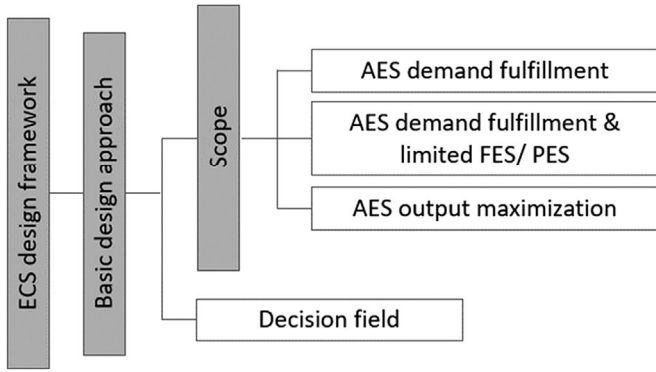 ECS design framework
Basic design approach
Scope
AES demand fulfillment
AES demand fulfillment &
limited FES/ PES
AES output maximization
Decision field